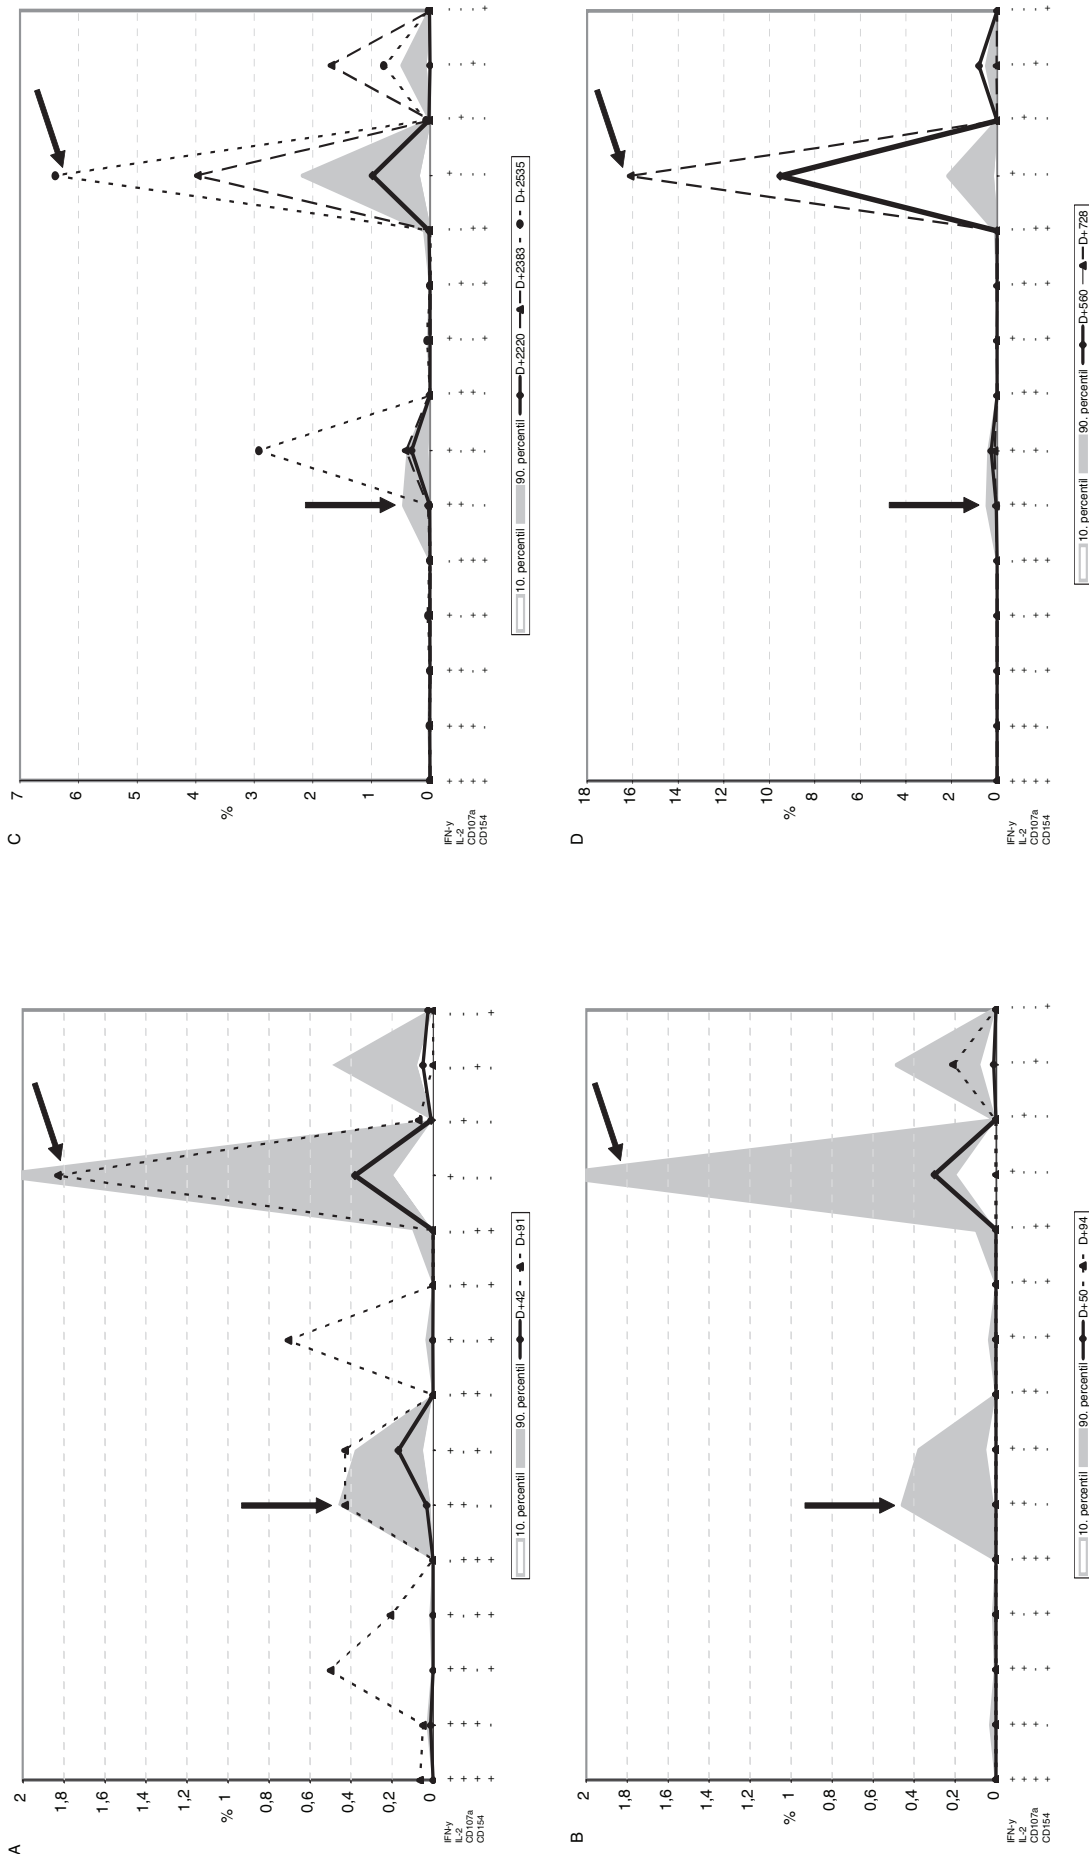 A
2
1,8
1,6
1,4
1,2
1
0,8
0,6
0,4
0,2
0
%
IFN-y + + + + - + + - + - - + - - -
IL-2 + + + - + + - + - + - - + - -
CD107a + + - + + - + + - - + - - + -
CD154 + - + + + - - - + + + - - - +
10. percentil 90. percentil D+42 D+91
B
2
1,8
1,6
1,4
1,2
1
0,8
0,6
0,4
0,2
0
%
IFN-y + + + + - + + - + - - + - - -
IL-2 + + + - + + - + - + - - + - -
CD107a + + - + + - + + - - + - - + -
CD154 + - + + + - - - + + + - - - +
10. percentil 90. percentil D+50 D+94
C
7
6
5
4
3
2
1
0
%
IFN-y + + + + - + + - + - - + - - -
IL-2 + + + - + + - + - + - - + - -
CD107a + + - + + - + + - - + - - + -
CD154 + - + + + - - - + + + - - - +
10. percentil 90. percentil D+2220 D+2383 D+2535
D
18
16
14
12
10
8
6
4
2
0
%
IFN-y + + + + - + + - + - - + - - -
IL-2 + + + - + + - + - + - - + - -
CD107a + + - + + - + + - - + - - + -
CD154 + - + + + - - - + + + - - - +
10. percentil 90. percentil D+560 D+728